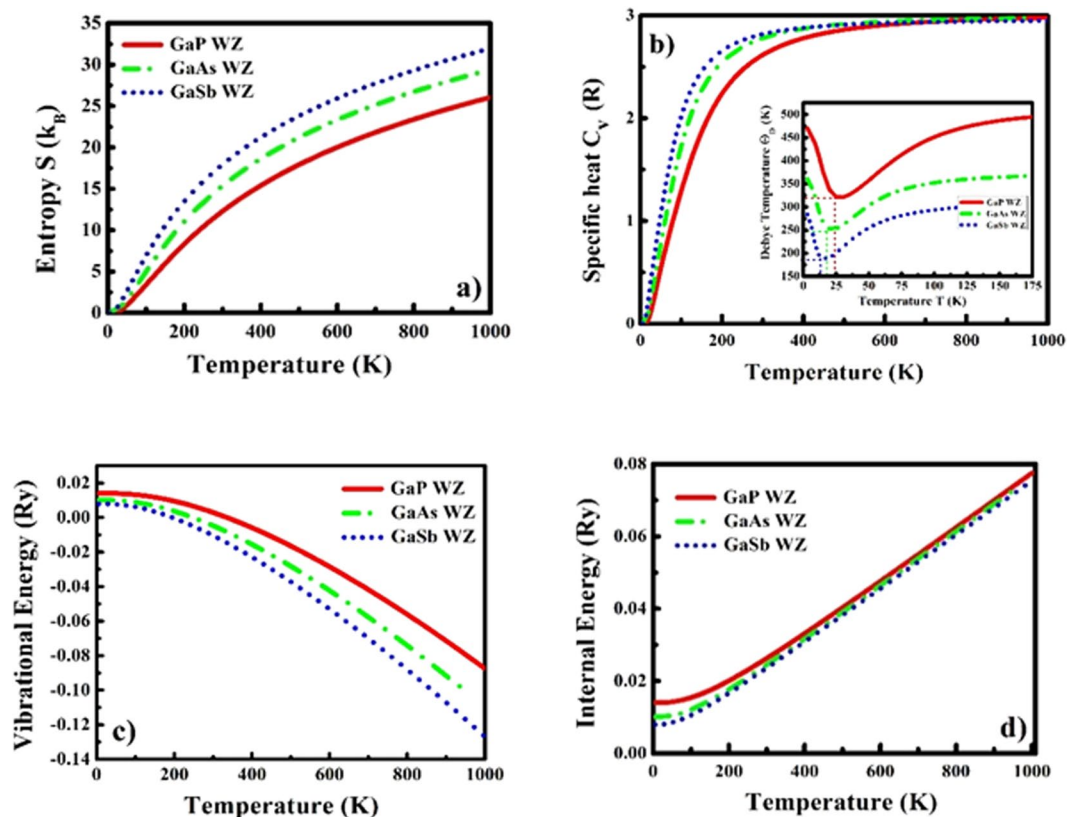 35
30
25
20
15
10
5
0
Entropy S (kB)
GaP WZ
GaAs WZ
GaSb WZ
a)
0 200 400 600 800 1000
Temperature (K)
3
2
1
0
Specific heat CV (R)
b)
500
450
400
350
300
250
200
150
Debye Temperature ΘD (K)
GaP WZ
GaAs WZ
GaSb WZ
0 25 50 75 100 125 150 175
Temperature T (K)
0 200 400 600 800 1000
Temperature (K)
0.02
0.00
-0.02
-0.04
-0.06
-0.08
-0.10
-0.12
-0.14
Vibrational Energy (Ry)
GaP WZ
GaAs WZ
GaSb WZ
c)
0 200 400 600 800 1000
Temperature (K)
0.08
0.06
0.04
0.02
0.00
Internal Energy (Ry)
GaP WZ
GaAs WZ
GaSb WZ
d)
0 200 400 600 800 1000
Temperature (K)